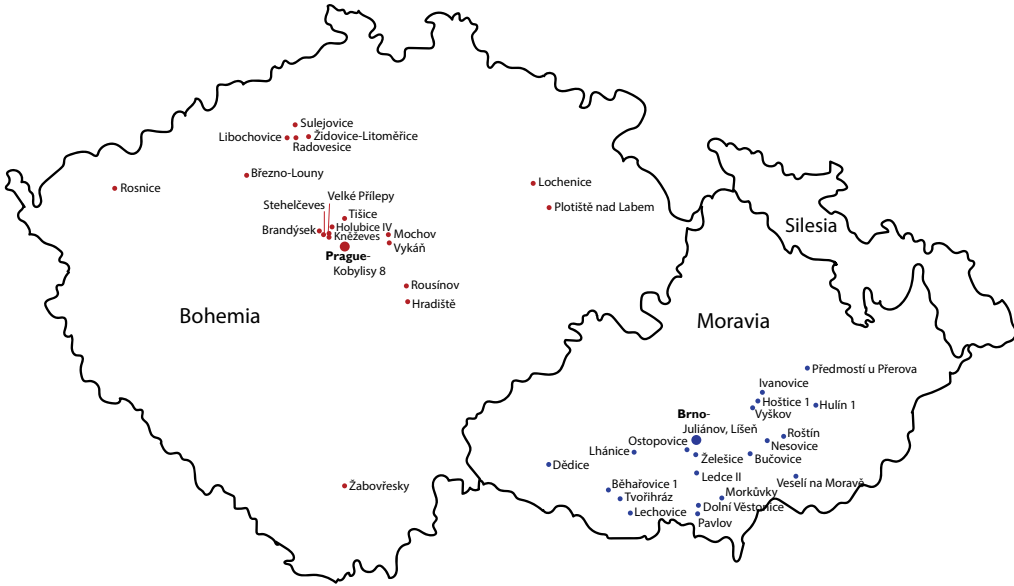 Sulejovice
Libochovice
Židovice-Litoměřice
Radovesice
Březno-Louny
Rosnice
Lochenice
Velké Přílepy
Stehelčeves
Plotiště nad Labem
Tišice
Holubice IV
Brandýsek
Kněževes
Mochov
Vykáň
Prague-
Kobylisy 8
Rousínov
Hradiště
Bohemia
Silesia
Moravia
Předmostí u Přerova
Ivanovice
Hoštice 1
Hulín 1
Vyškov
Brno-
Juliánov, Líšeň
Roštín
Ostopovice
Nesovice
Lhánice
Želešice
Bučovice
Dědice
Ledce II
Veselí na Moravě
Běhařovice 1
Morkůvky
Tvořihráz
Dolní Věstonice
Lechovice
Pavlov
Žabovřesky